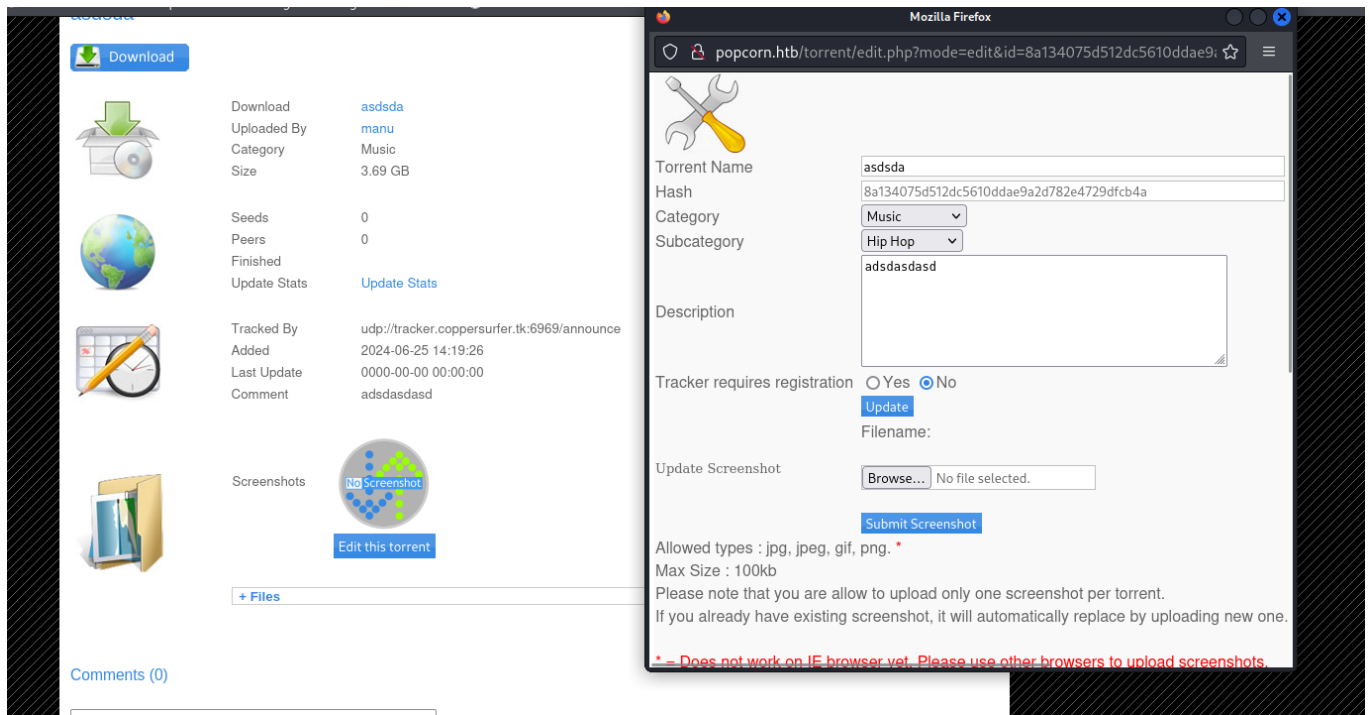 asdsda
Download
Download asdsda
Uploaded By manu
Category Music
Size 3.69 GB
Seeds 0
Peers 0
Finished
Update Stats Update Stats
Tracked By udp://tracker.coppersurfer.tk:6969/announce
Added 2024-06-25 14:19:26
Last Update 0000-00-00 00:00:00
Comment adsdasdasd
Screenshots No Screenshot
Edit this torrent
+ Files
Comments (0)
Mozilla Firefox
popcorn.htb/torrent/edit.php?mode=edit&id=8a134075d512dc5610ddae9
Torrent Name asdsda
Hash 8a134075d512dc5610ddae9a2d782e4729dfcb4a
Category Music
Subcategory Hip Hop
Description adsdasdasd
Tracker requires registration Yes No
Update
Filename:
Update Screenshot Browse... No file selected.
Submit Screenshot
Allowed types : jpg, jpeg, gif, png. *
Max Size : 100kb
Please note that you are allow to upload only one screenshot per torrent.
If you already have existing screenshot, it will automatically replace by uploading new one.
* – Does not work on IE browser yet. Please use other browsers to upload screenshots.